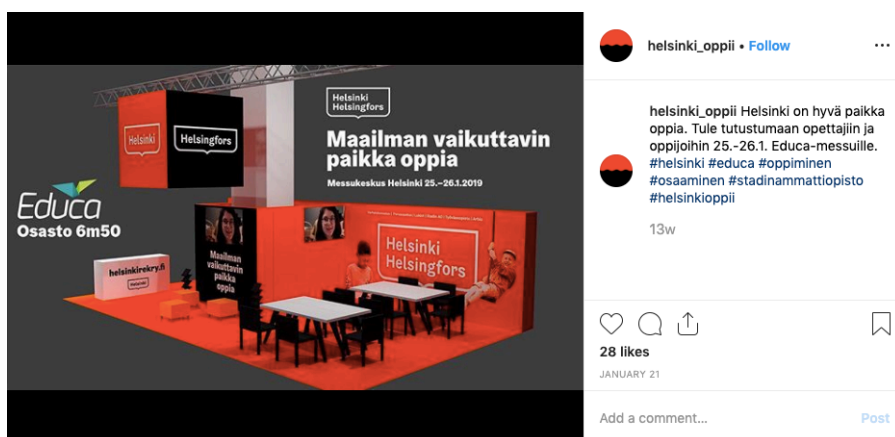 Helsinki
Helsingfors
Maailman vaikuttavin
paikka oppia
Messukeskus Helsinki 25.–26.1.2019
Helsinki
Helsingfors
Educa
Osasto 6m50
helsinkirekry.fi
Helsinki
Maailman
vaikuttavin
paikka
oppia
Helsinki
Helsingfors
helsinki_oppii • Follow
helsinki_oppii Helsinki on hyvä paikka
oppia. Tule tutustumaan opettajiin ja
oppijoihin 25.-26.1. Educa-messuille.
#helsinki #educa #oppiminen
#osaaminen #stadinammattiopisto
#helsinkioppii
13w
28 likes
JANUARY 21
Add a comment...
Post